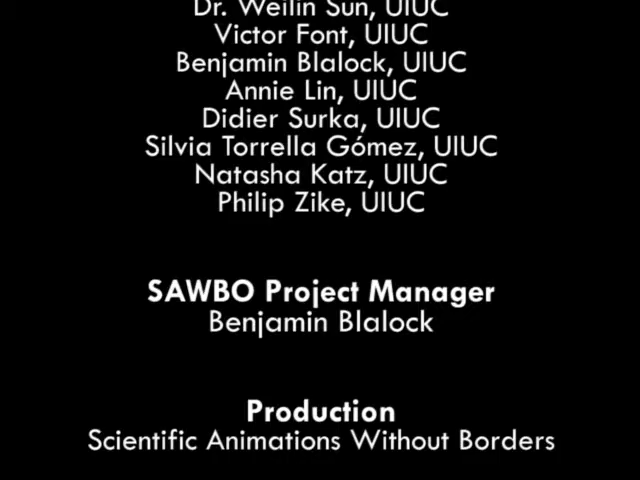 Dr. Weilin Sun, UIUC
Victor Font, UIUC
Benjamin Blalock, UIUC
Annie Lin, UIUC
Didier Surka, UIUC
Silvia Torrella Gómez, UIUC
Natasha Katz, UIUC
Philip Zike, UIUC
SAWBO Project Manager
Benjamin Blalock
Production
Scientific Animations Without Borders